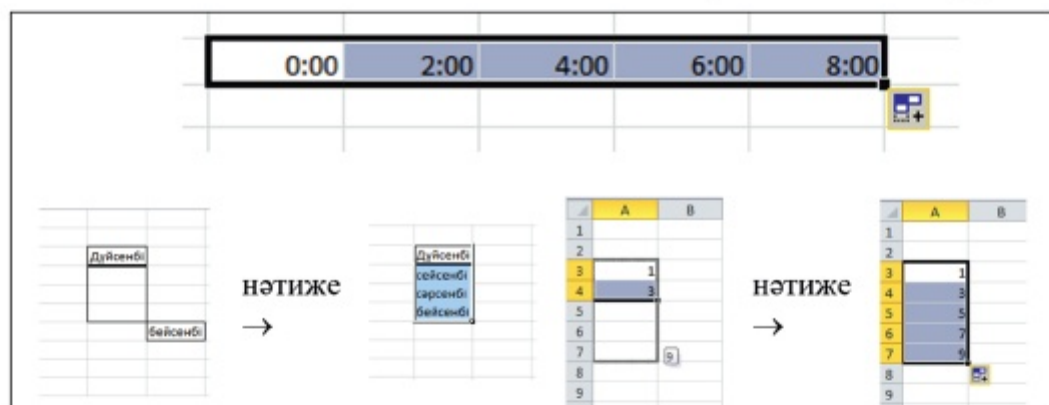 0:00 2:00 4:00 6:00 8:00
Дүйсенбі
бейсенбі
нәтиже
→
Дүйсенбі
сейсенбі
сәрсенбі
бейсенбі
A B
1
2
3 1
4 3
5
6
7 9
8
9
нәтиже
→
A B
1
2
3 1
4 3
5 5
6 7
7 9
8
9